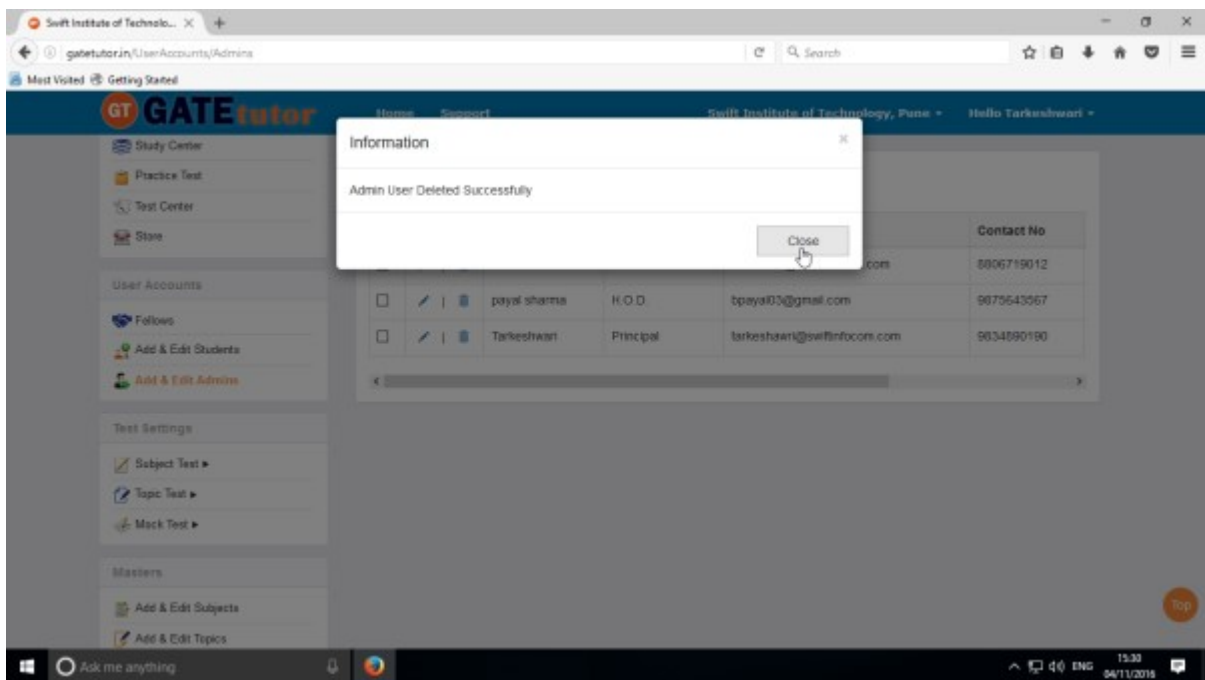 Swift Institute of Technolo...
gatetutor.in/UserAccounts/Admins
Search
Most Visited Getting Started
GT GATEtutor Home Support Swift Institute of Technology, Pune Hello Tarkeshwari
Information
Admin User Deleted Successfully
Close
Study Center
Practice Test
Test Center
Store
User Accounts
Fellows
Add & Edit Students
Add & Edit Admins
Test Settings
Subject Test
Topic Test
Mock Test
Masters
Add & Edit Subjects
Add & Edit Topics
Contact No
.com 8806719012
payal sharma H.O.D. bpayal03@gmail.com 9875643567
Tarkeshwari Principal tarkeshawri@swiftinfocom.com 9834890190
Top
Ask me anything
ENG
15:30
04/11/2016